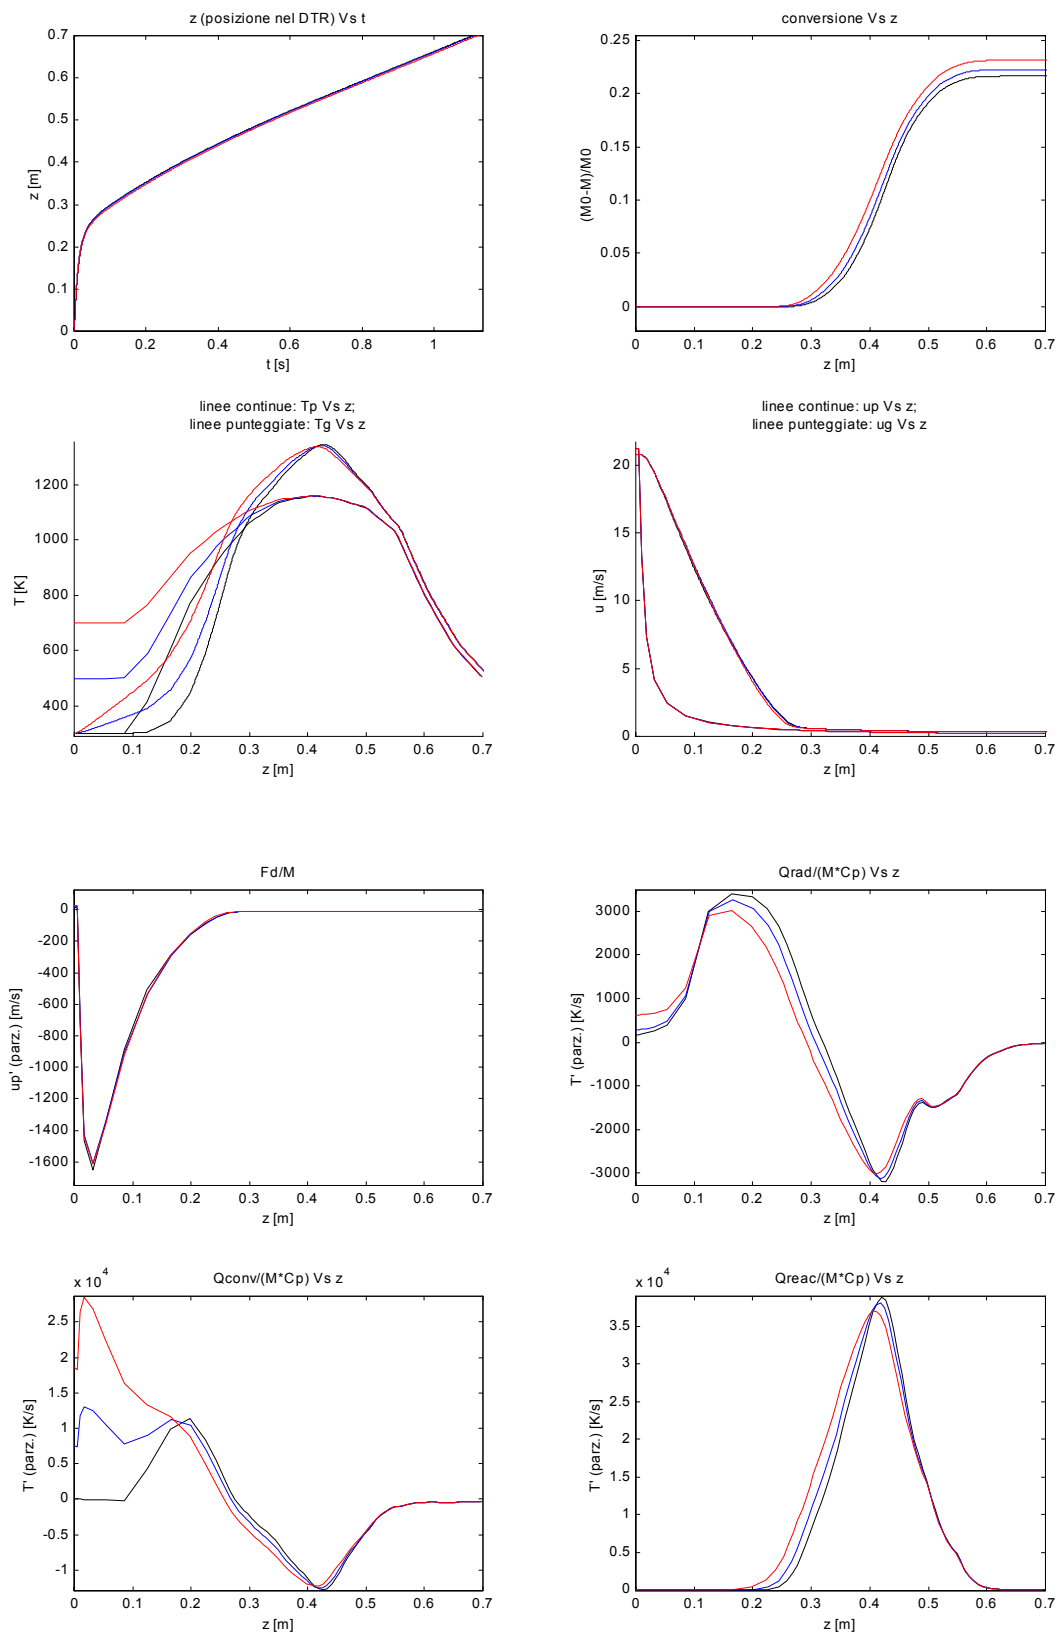 z (posizione nel DTR) Vs t
0.7
0.6
0.5
0.4
0.3
0.2
0.1
0
z [m]
0 0.2 0.4 0.6 0.8 1
t [s]
conversione Vs z
0.25
0.2
0.15
0.1
0.05
0
(M0-M)/M0
0 0.1 0.2 0.3 0.4 0.5 0.6 0.7
z [m]
linee continue: Tp Vs z;
linee punteggiate: Tg Vs z
1200
1000
800
600
400
T [K]
0 0.1 0.2 0.3 0.4 0.5 0.6 0.7
z [m]
linee continue: up Vs z;
linee punteggiate: ug Vs z
20
15
10
5
0
u [m/s]
0 0.1 0.2 0.3 0.4 0.5 0.6 0.7
z [m]
Fd/M
0
-200
-400
-600
-800
-1000
-1200
-1400
-1600
up' (parz.) [m/s]
0 0.1 0.2 0.3 0.4 0.5 0.6 0.7
z [m]
Qrad/(M*Cp) Vs z
3000
2000
1000
0
-1000
-2000
-3000
T' (parz.) [K/s]
0 0.1 0.2 0.3 0.4 0.5 0.6 0.7
z [m]
x 10^4
Qconv/(M*Cp) Vs z
2.5
2
1.5
1
0.5
0
-0.5
-1
T' (parz.) [K/s]
0 0.1 0.2 0.3 0.4 0.5 0.6 0.7
z [m]
x 10^4
Qreac/(M*Cp) Vs z
3.5
3
2.5
2
1.5
1
0.5
0
T' (parz.) [K/s]
0 0.1 0.2 0.3 0.4 0.5 0.6 0.7
z [m]